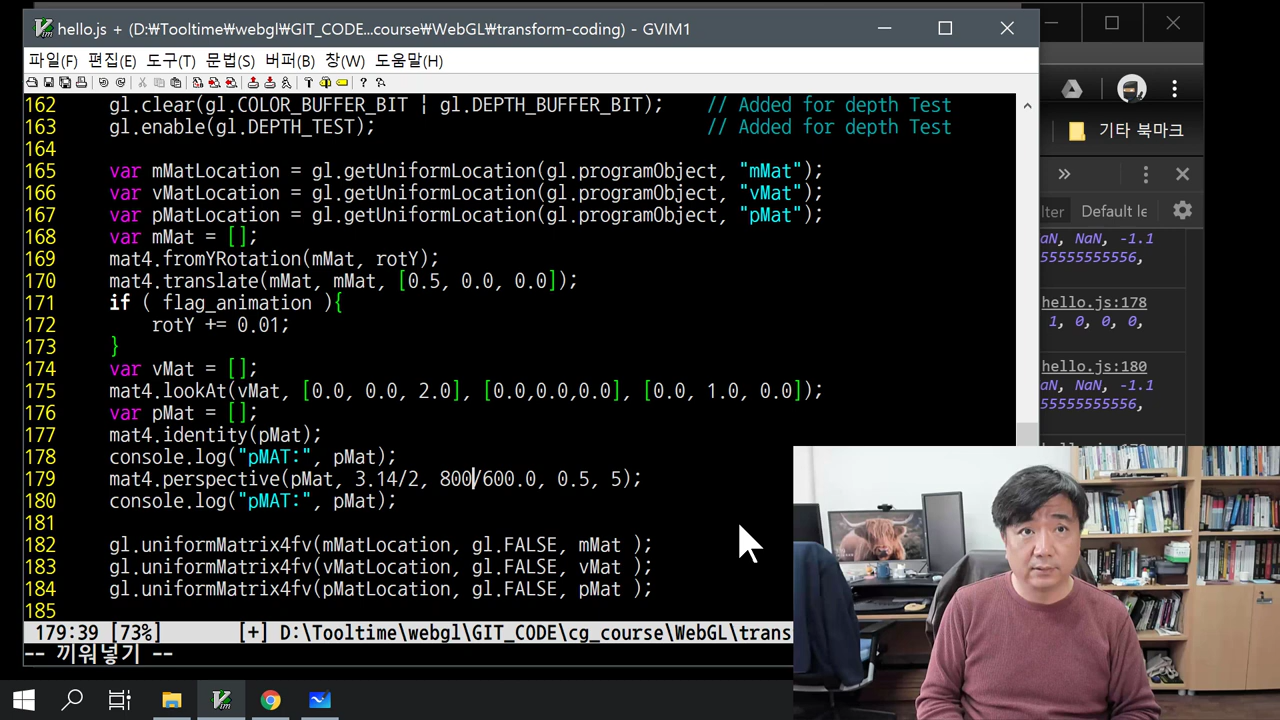 hello.js + (D:₩Tooltime₩webgl₩GIT_CODE...course₩WebGL₩transform-coding) - GVIM1
파일(F) 편집(E) 도구(T) 문법(S) 버퍼(B) 창(W) 도움말(H)
162 gl.clear(gl.COLOR_BUFFER_BIT | gl.DEPTH_BUFFER_BIT); // Added for depth Test
163 gl.enable(gl.DEPTH_TEST); // Added for depth Test
164
165 var mMatLocation = gl.getUniformLocation(gl.programObject, "mMat");
166 var vMatLocation = gl.getUniformLocation(gl.programObject, "vMat");
167 var pMatLocation = gl.getUniformLocation(gl.programObject, "pMat");
168 var mMat = [];
169 mat4.fromYRotation(mMat, rotY);
170 mat4.translate(mMat, mMat, [0.5, 0.0, 0.0]);
171 if ( flag_animation ){
172 rotY += 0.01;
173 }
174 var vMat = [];
175 mat4.lookAt(vMat, [0.0, 0.0, 2.0], [0.0,0.0,0.0], [0.0, 1.0, 0.0]);
176 var pMat = [];
177 mat4.identity(pMat);
178 console.log("pMAT:", pMat);
179 mat4.perspective(pMat, 3.14/2, 800/600.0, 0.5, 5);
180 console.log("pMAT:", pMat);
181
182 gl.uniformMatrix4fv(mMatLocation, gl.FALSE, mMat );
183 gl.uniformMatrix4fv(vMatLocation, gl.FALSE, vMat );
184 gl.uniformMatrix4fv(pMatLocation, gl.FALSE, pMat );
185
179:39 [73%] [+] D:\Tooltime\webgl\GIT_CODE\cg_course\WebGL\trans
-- 끼워넣기 --
기타 북마크
lter Default le
aN, NaN, -1.1
55555555556,
hello.js:178
1, 0, 0, 0,
hello.js:180
aN, NaN, -1.1
55555555556,